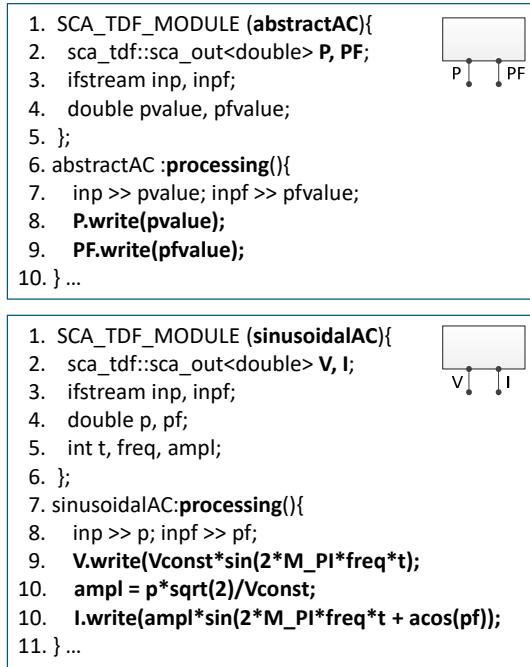 1. SCA_TDF_MODULE (abstractAC){
2. sca_tdf::sca_out<double> P, PF;
3. ifstream inp, inpf;
4. double pvalue, pfvalue;
5. };
6. abstractAC :processing(){
7. inp >> pvalue; inpf >> pfvalue;
8. P.write(pvalue);
9. PF.write(pfvalue);
10. } ...
P PF
1. SCA_TDF_MODULE (sinusoidalAC){
2. sca_tdf::sca_out<double> V, I;
3. ifstream inp, inpf;
4. double p, pf;
5. int t, freq, ampl;
6. };
7. sinusoidalAC:processing(){
8. inp >> p; inpf >> pf;
9. V.write(Vconst*sin(2*M_PI*freq*t);
10. ampl = p*sqrt(2)/Vconst;
10. I.write(ampl*sin(2*M_PI*freq*t + acos(pf));
11. } ...
V I